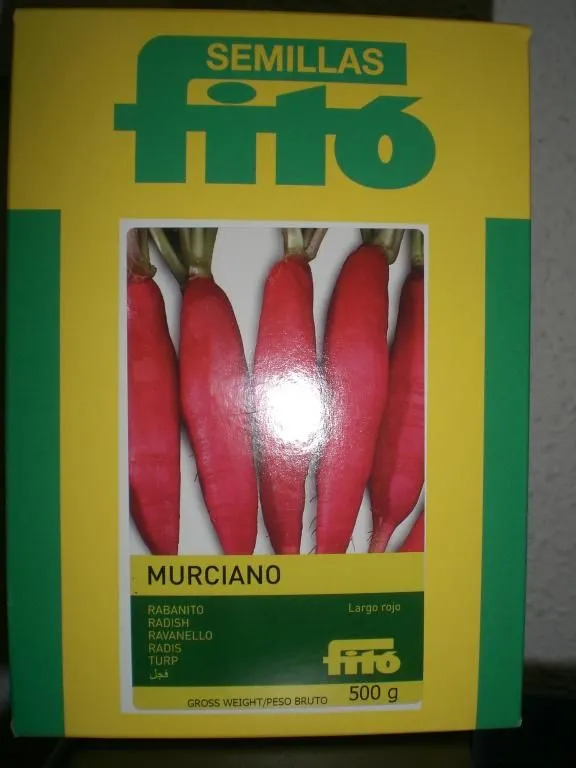 SEMILLAS
fitó
MURCIANO
RABANITO
RADISH
RAVANELLO
RADIS
TURP
فجل
Largo rojo
fitó
GROSS WEIGHT/PESO BRUTO 500 g